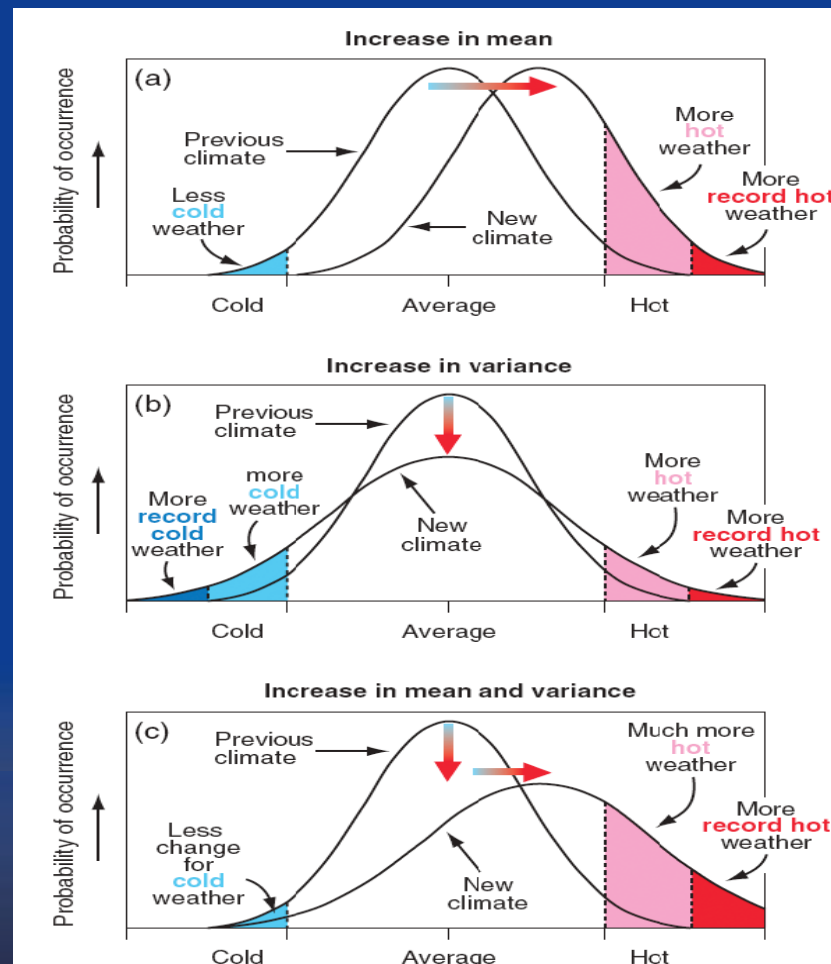 Increase in mean
(a)
Probability of occurrence
Previous
climate
Less
cold
weather
New
climate
More
hot
weather
More
record hot
weather
Cold
Average
Hot
Increase in variance
(b)
Probability of occurrence
Previous
climate
more
cold
weather
More
record
cold
weather
New
climate
More
hot
weather
More
record hot
weather
Cold
Average
Hot
Increase in mean and variance
(c)
Probability of occurrence
Previous
climate
Less
change
for
cold
weather
New
climate
Much more
hot
weather
More
record hot
weather
Cold
Average
Hot